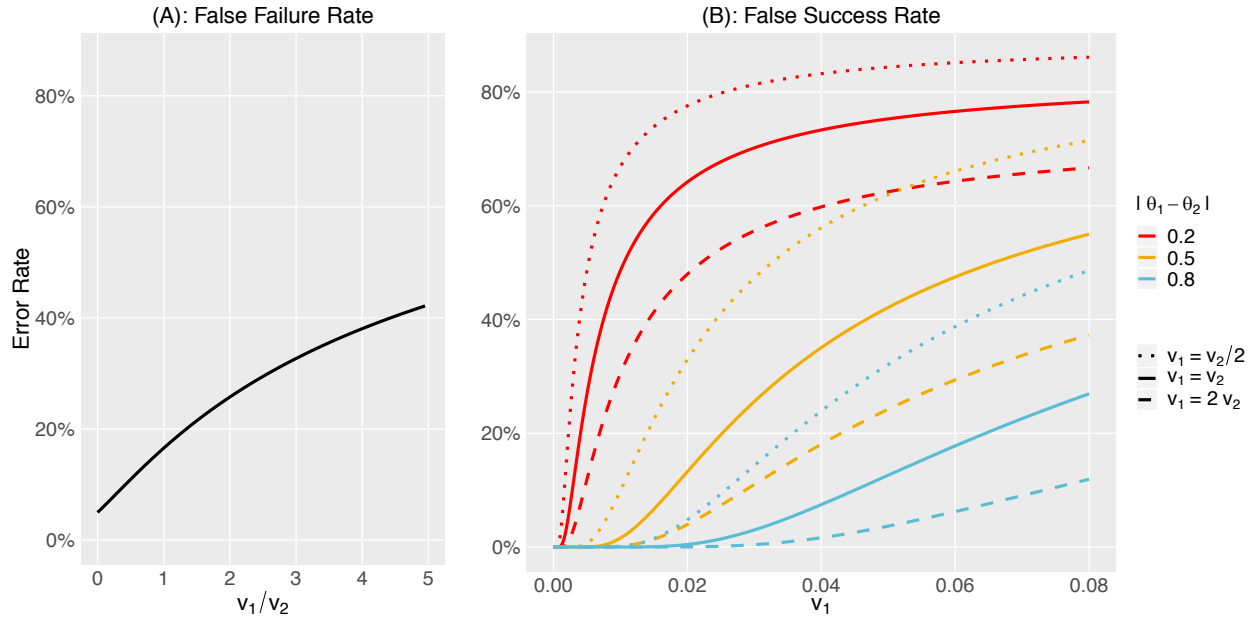 (A): False Failure Rate
(B): False Success Rate
Error Rate
80%
60%
40%
20%
0%
0 1 2 3 4 5
v₁/v₂
80%
60%
40%
20%
0%
0.00 0.02 0.04 0.06 0.08
v₁
| θ₁ − θ₂ |
0.2
0.5
0.8
v₁ = v₂/2
v₁ = v₂
v₁ = 2 v₂